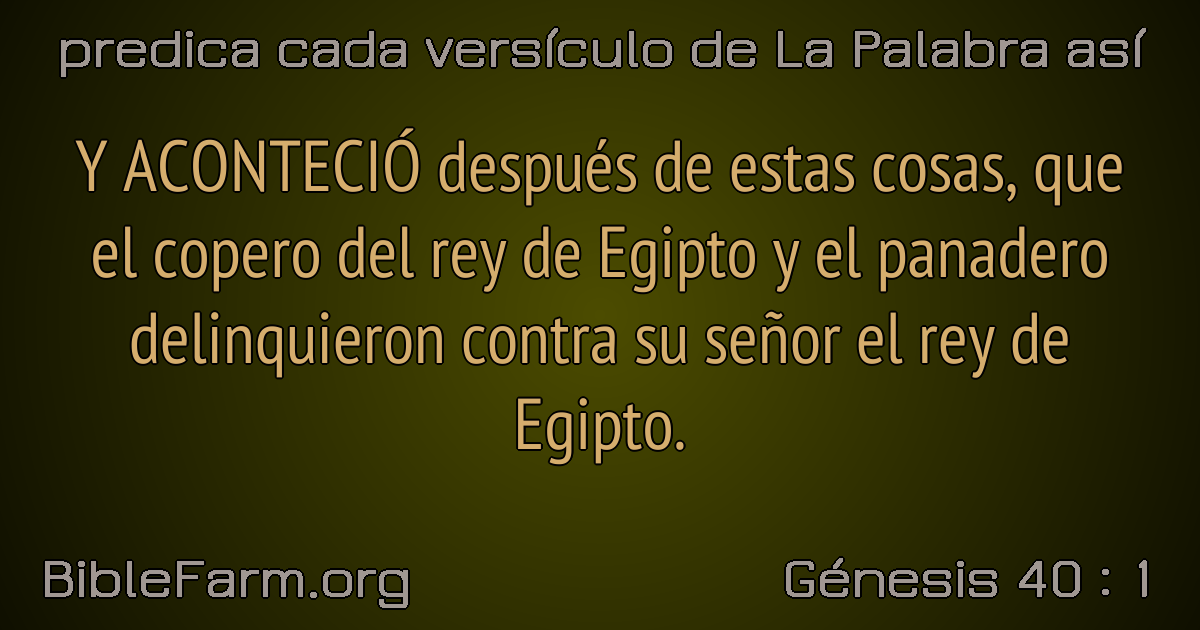 predica cada versículo de La Palabra así
Y ACONTECIÓ después de estas cosas, que
el copero del rey de Egipto y el panadero
delinquieron contra su señor el rey de
Egipto.
BibleFarm.org
Génesis 40 : 1